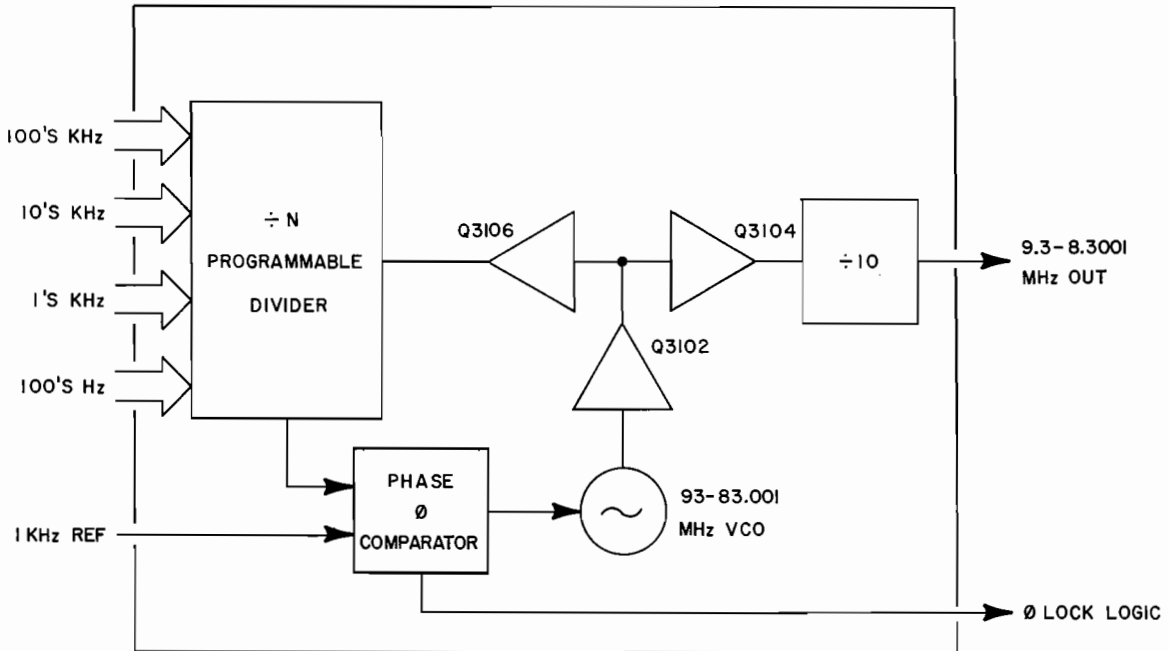 100'S KHz
10'S KHz
1'S KHz
100'S Hz
÷ N
PROGRAMMABLE
DIVIDER
Q3106
Q3104
÷10
9.3-8.3001
MHz OUT
Q3102
1 KHz REF
PHASE
Ø
COMPARATOR
93-83.001
MHz VCO
Ø LOCK LOGIC